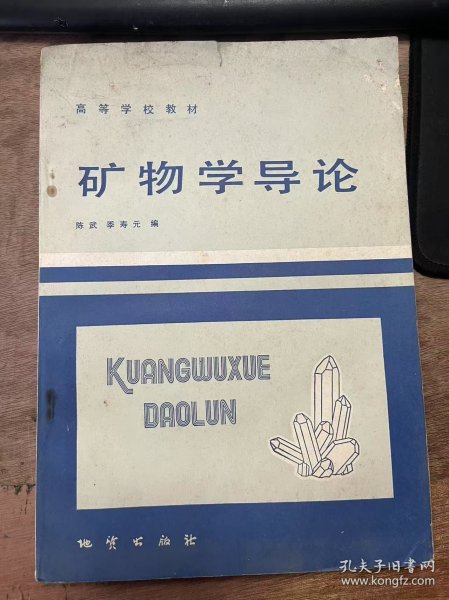 高等学校教材
矿物学导论
陈武 季寿元 编
KUANGWUXUE
DAOLUN
地质出版社
孔夫子旧书网
www.kongfz.com